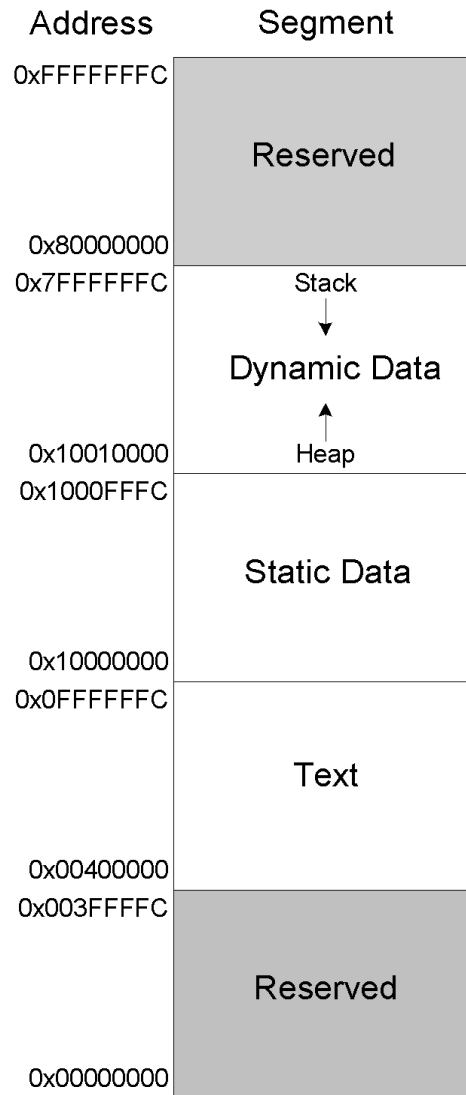 Address Segment
0xFFFFFFFC
Reserved
0x80000000
0x7FFFFFFC Stack
Dynamic Data
0x10010000 Heap
0x1000FFFC
Static Data
0x10000000
0x0FFFFFFC
Text
0x00400000
0x003FFFFC
Reserved
0x00000000